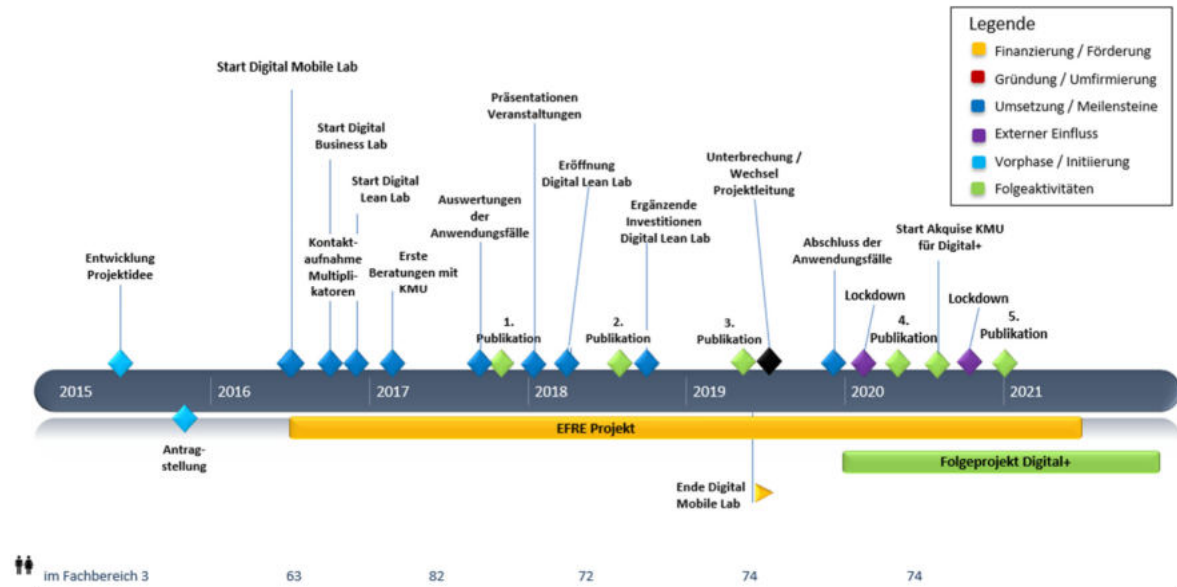 Legende
Finanzierung / Förderung
Gründung / Umfirmierung
Umsetzung / Meilensteine
Externer Einfluss
Vorphase / Initiierung
Folgeaktivitäten
Start Digital Mobile Lab
Start Digital
Business Lab
Start Digital
Lean Lab
Entwicklung
Projektidee
Kontakt-
aufnahme
Multipli-
katoren
Erste
Beratungen mit
KMU
Auswertungen
der
Anwendungsfälle
1.
Publikation
Präsentationen
Veranstaltungen
Eröffnung
Digital Lean Lab
2.
Publikation
Ergänzende
Investitionen
Digital Lean Lab
3.
Publikation
Unterbrechung /
Wechsel
Projektleitung
Abschluss der
Anwendungsfälle
Lockdown
4.
Publikation
Start Akquise KMU
für Digital+
Lockdown
5.
Publikation
2015
2016
2017
2018
2019
2020
2021
Antrag-
stellung
EFRE Projekt
Folgeprojekt Digital+
Ende Digital
Mobile Lab
im Fachbereich 3 63 82 72 74 74